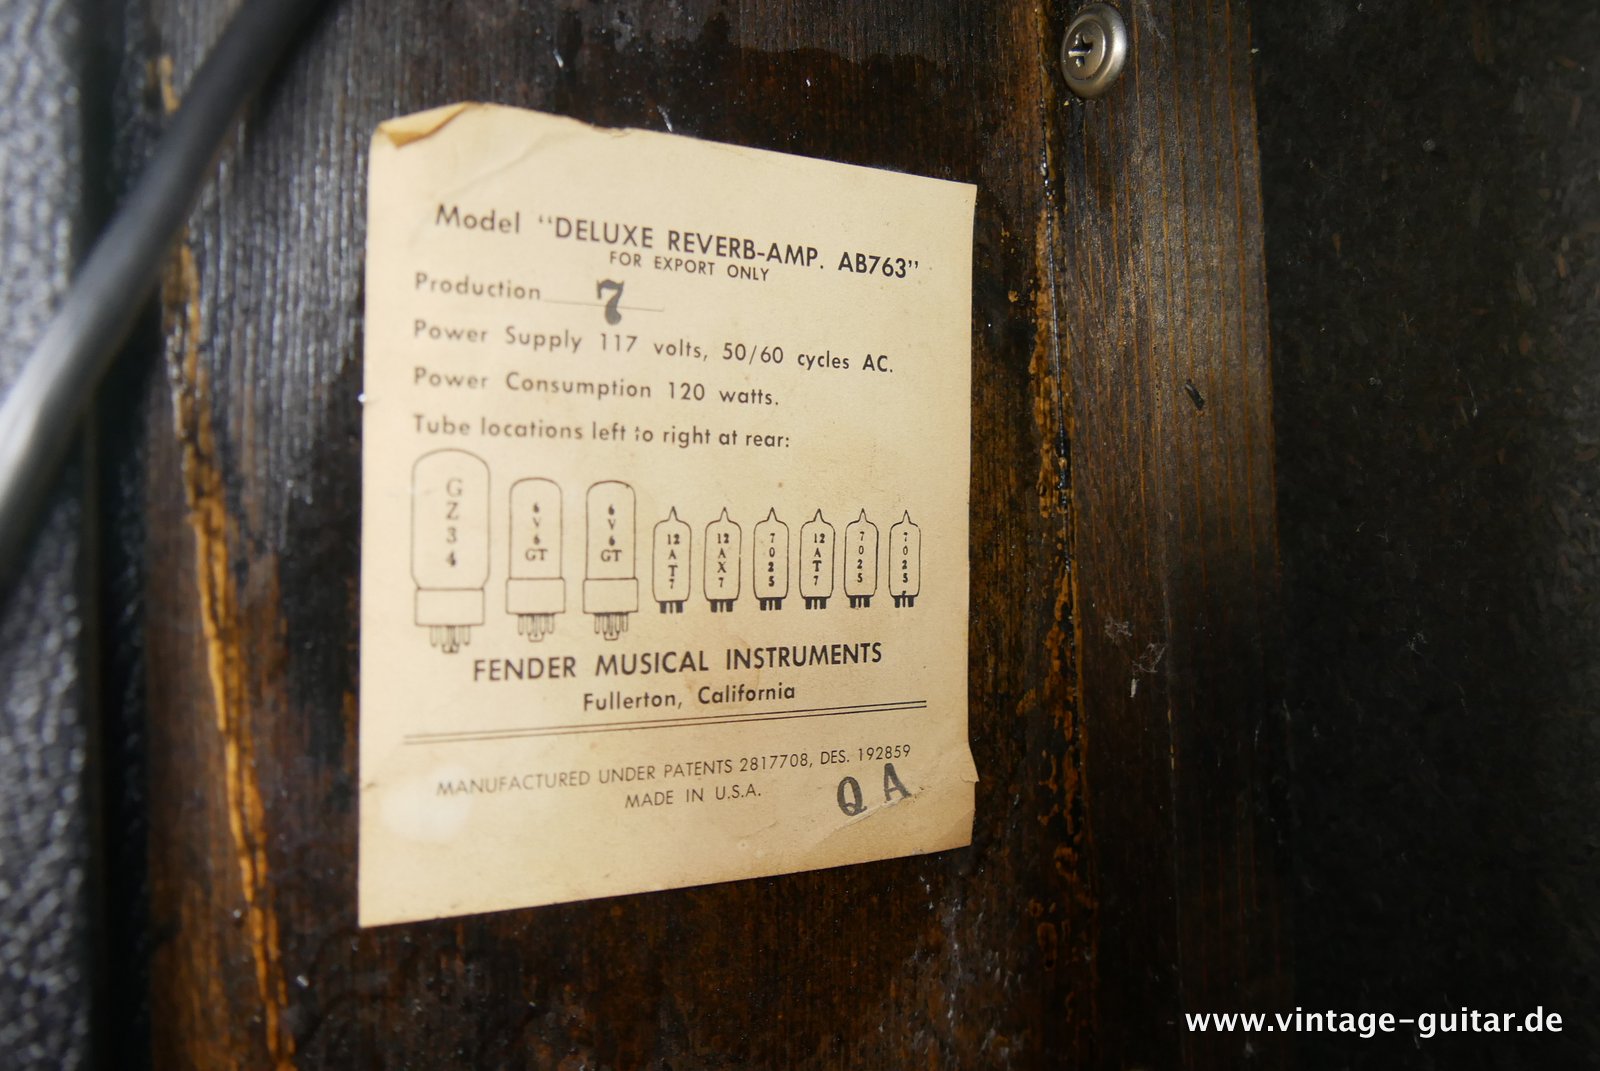 Model “DELUXE REVERB-AMP. AB763”
FOR EXPORT ONLY
Production 7
Power Supply 117 volts, 50/60 cycles AC.
Power Consumption 120 watts.
Tube locations left to right at rear:
GZ34 6V6GT 6V6GT 12AT7 12AX7 7025 12AT7 7025 7025
FENDER MUSICAL INSTRUMENTS
Fullerton, California
MANUFACTURED UNDER PATENTS 2817708, DES. 192859
MADE IN U.S.A.
QA
www.vintage-guitar.de